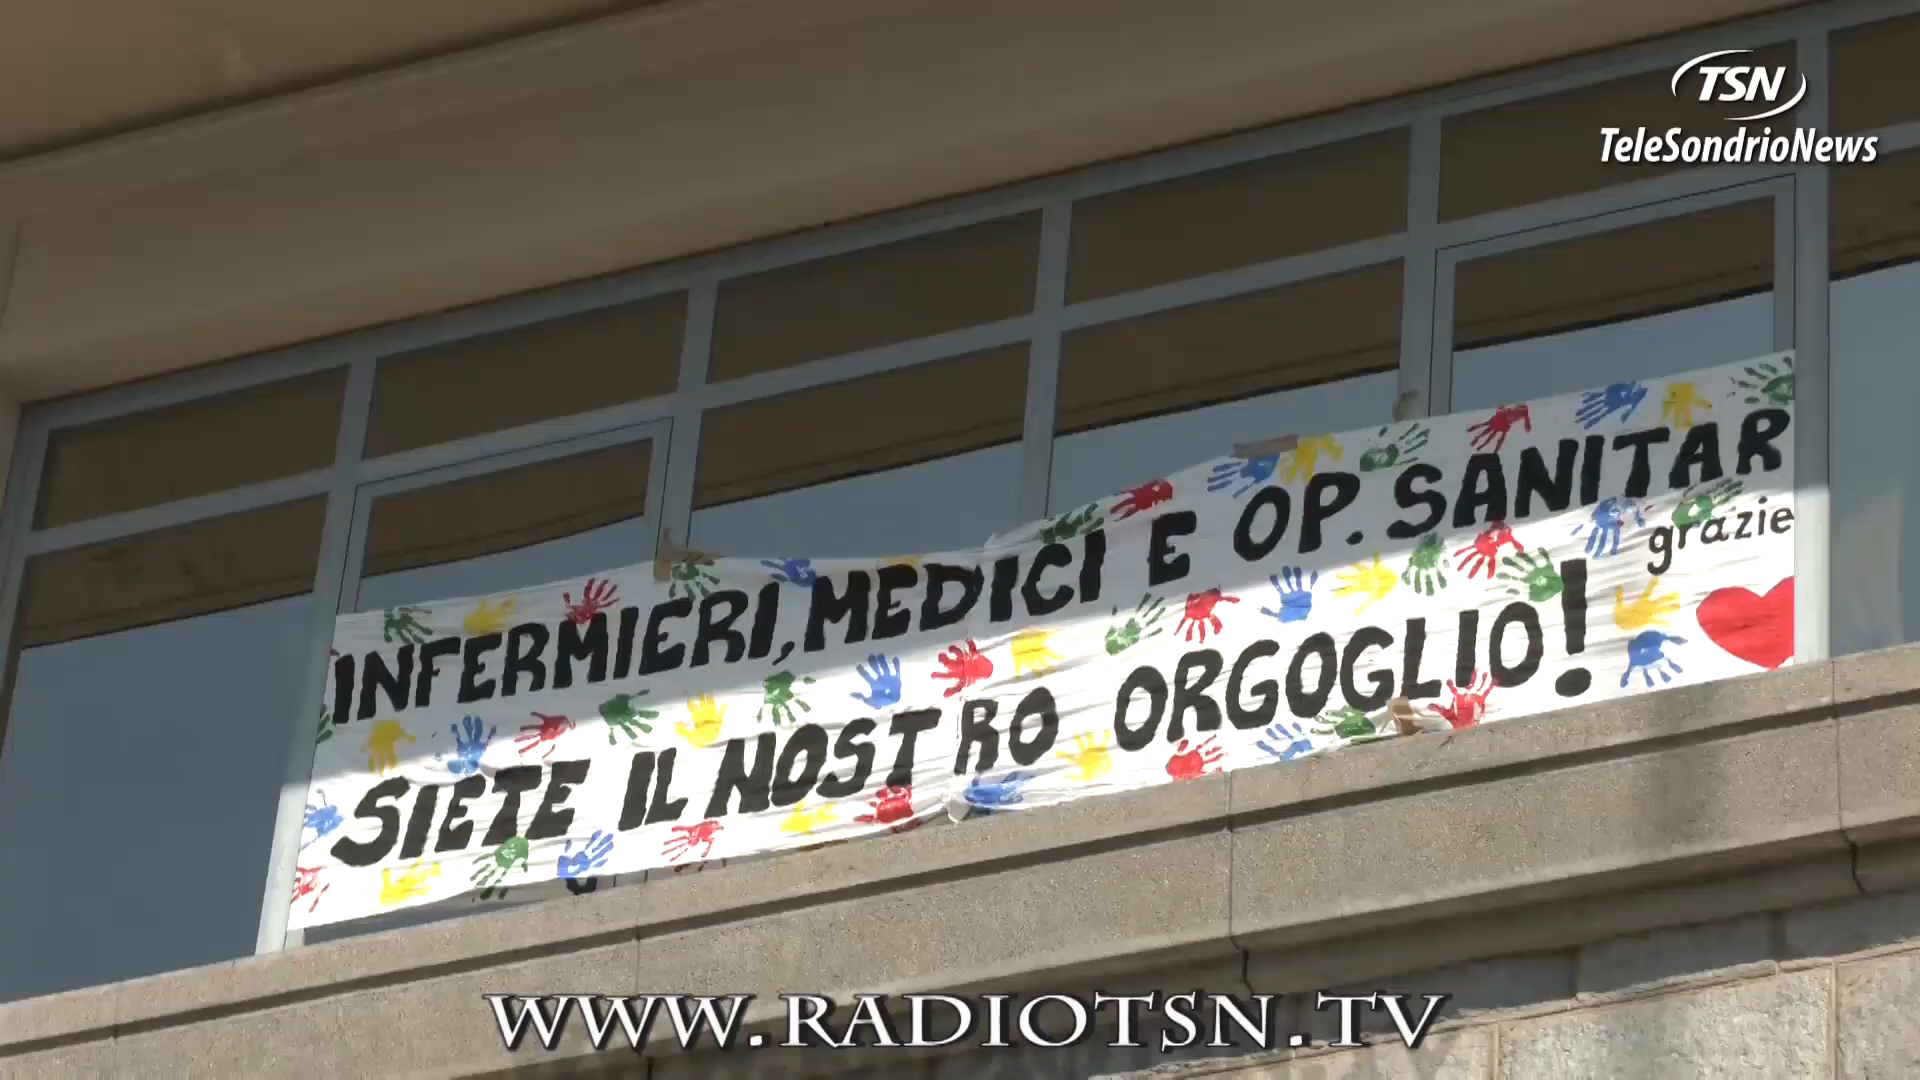 TSN
TeleSondrioNews
INFERMIERI, MEDICI E OP. SANITAR
grazie
SIETE IL NOSTRO ORGOGLIO!
WWW.RADIOTSN.TV